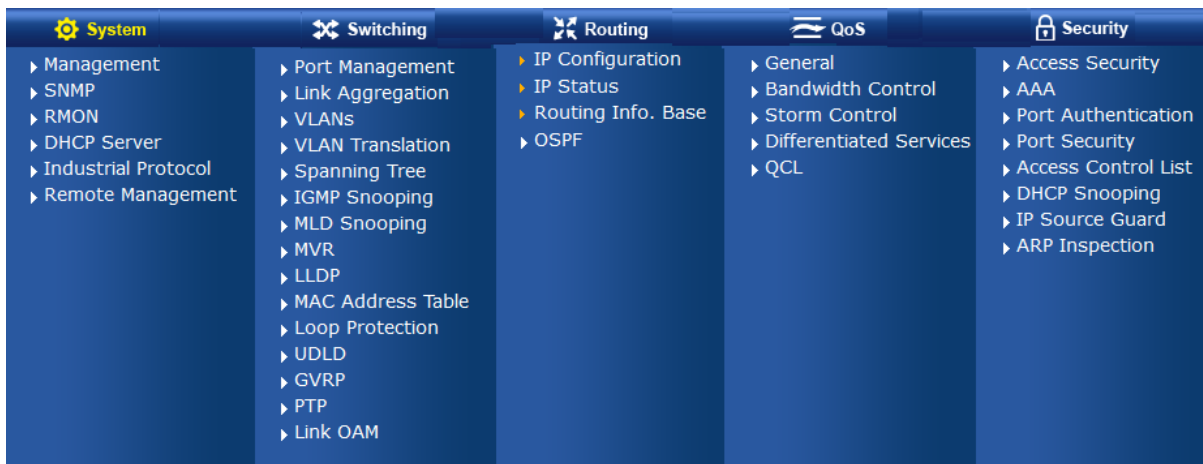 System
Management
SNMP
RMON
DHCP Server
Industrial Protocol
Remote Management
Switching
Port Management
Link Aggregation
VLANs
VLAN Translation
Spanning Tree
IGMP Snooping
MLD Snooping
MVR
LLDP
MAC Address Table
Loop Protection
UDLD
GVRP
PTP
Link OAM
Routing
IP Configuration
IP Status
Routing Info. Base
OSPF
QoS
General
Bandwidth Control
Storm Control
Differentiated Services
QCL
Security
Access Security
AAA
Port Authentication
Port Security
Access Control List
DHCP Snooping
IP Source Guard
ARP Inspection